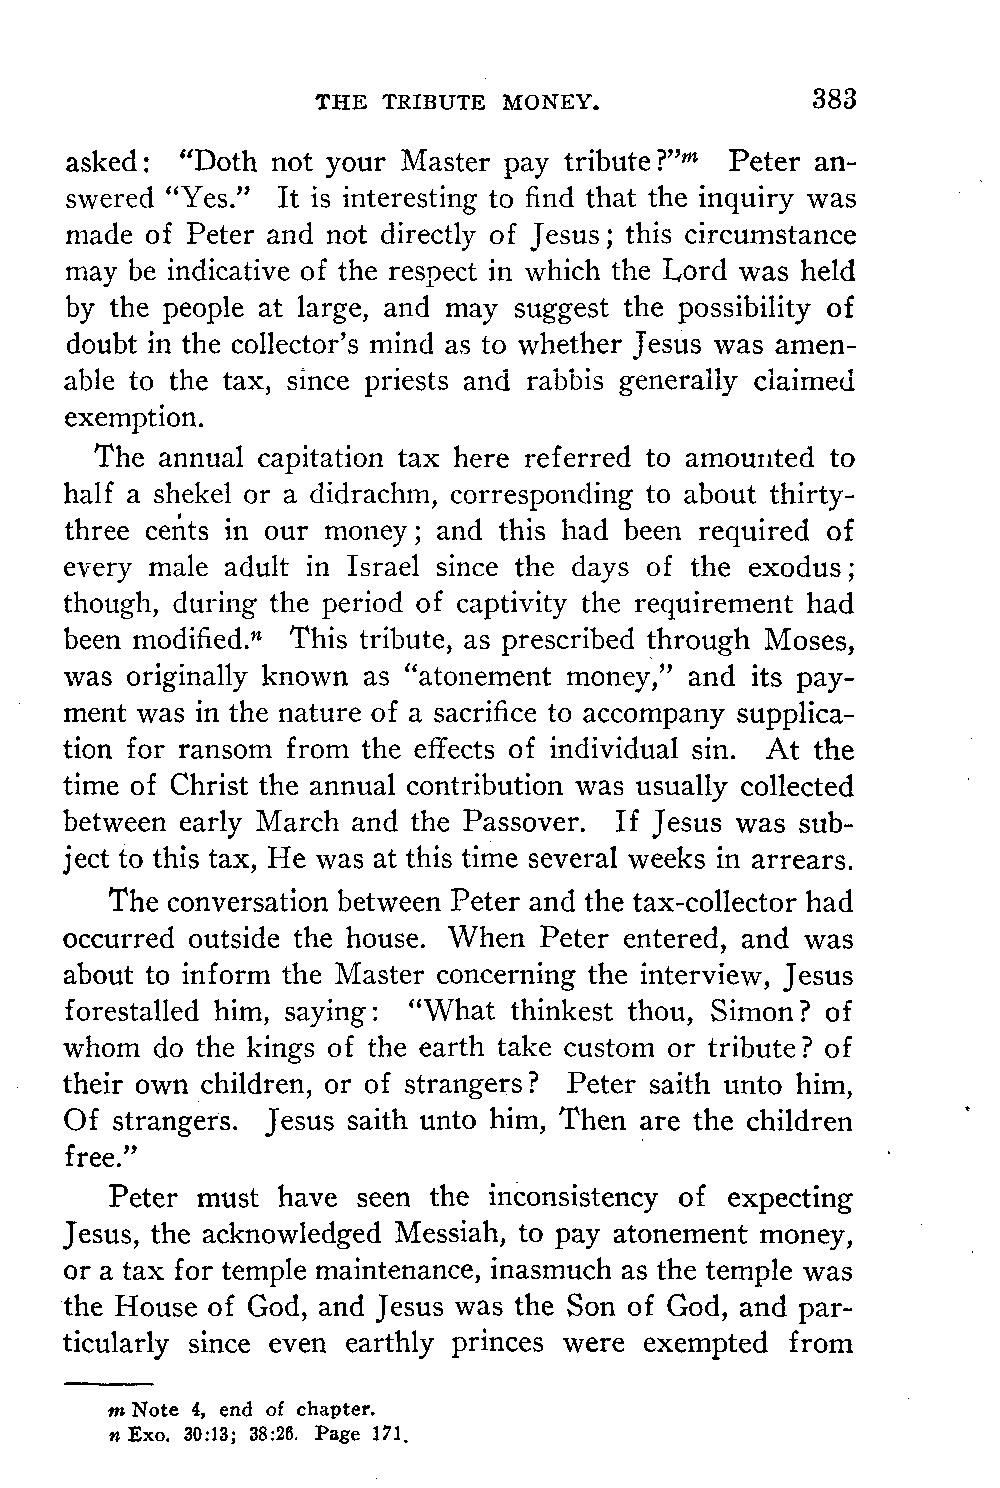 THE TRIBUTE MONEY. 383
asked: "Doth not your Master pay tribute?"m Peter an-
swered "Yes." It is interesting to find that the inquiry was
made of Peter and not directly of Jesus; this circumstance
may be indicative of the respect in which the Lord was held
by the people at large, and may suggest the possibility of
doubt in the collector's mind as to whether Jesus was amen-
able to the tax, since priests and rabbis generally claimed
exemption.
The annual capitation tax here referred to amounted to
half a shekel or a didrachm, corresponding to about thirty-
three cents in our money; and this had been required of
every male adult in Israel since the days of the exodus;
though, during the period of captivity the requirement had
been modified.n This tribute, as prescribed through Moses,
was originally known as "atonement money," and its pay-
ment was in the nature of a sacrifice to accompany supplica-
tion for ransom from the effects of individual sin. At the
time of Christ the annual contribution was usually collected
between early March and the Passover. If Jesus was sub-
ject to this tax, He was at this time several weeks in arrears.
The conversation between Peter and the tax-collector had
occurred outside the house. When Peter entered, and was
about to inform the Master concerning the interview, Jesus
forestalled him, saying: "What thinkest thou, Simon? of
whom do the kings of the earth take custom or tribute? of
their own children, or of strangers? Peter saith unto him,
Of strangers. Jesus saith unto him, Then are the children
free."
Peter must have seen the inconsistency of expecting
Jesus, the acknowledged Messiah, to pay atonement money,
or a tax for temple maintenance, inasmuch as the temple was
the House of God, and Jesus was the Son of God, and par-
ticularly since even earthly princes were exempted from
m Note 4, end of chapter.
n Exo. 30:13; 38:26. Page 171.